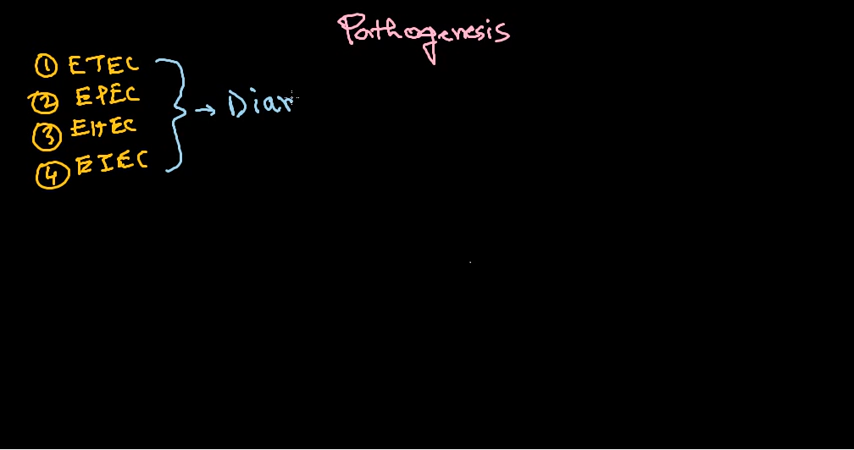 Pathogenesis
① ETEC
② EPEC
③ EHEC
④ EIEC
} → Diar